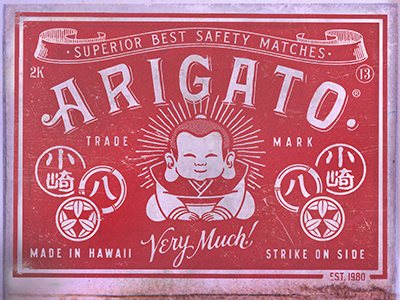 SUPERIOR BEST SAFETY MATCHES
2K 13
ARIGATO.®
TRADE MARK
小崎 八 八 小崎
MADE IN HAWAII Very Much! STRIKE ON SIDE
EST. 1980